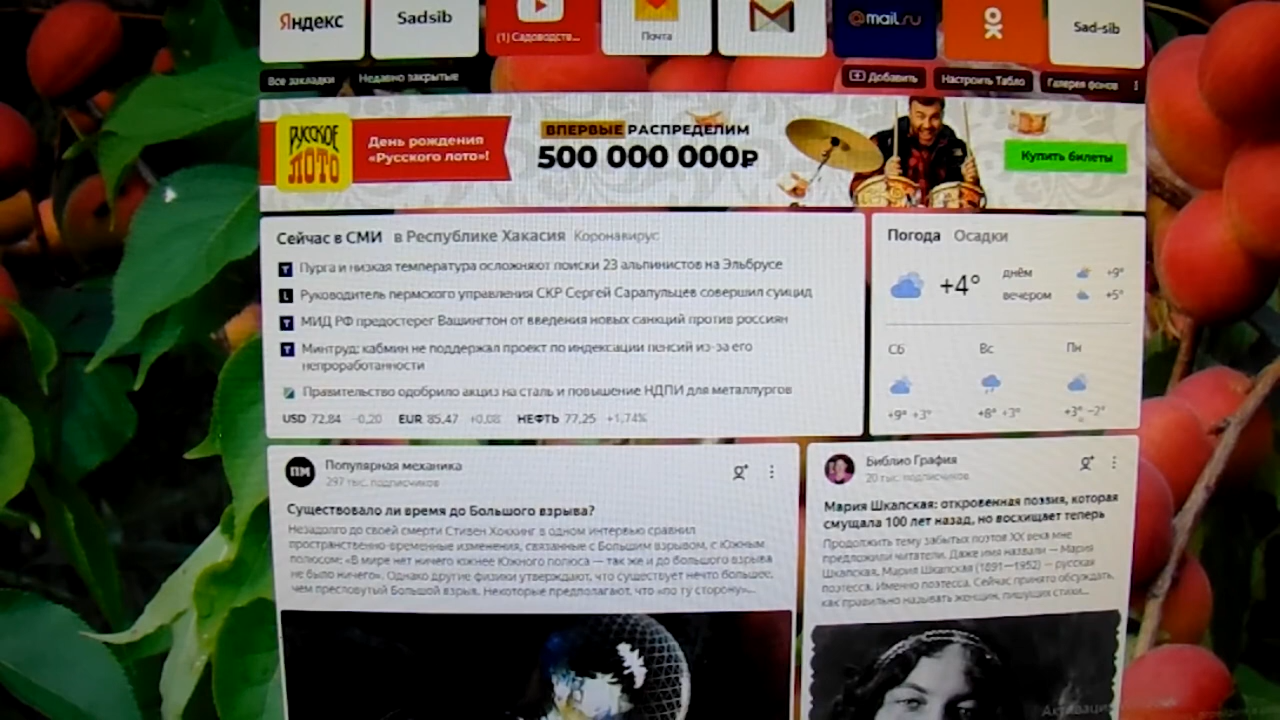 Яндекс
Sadsib
(1) Садоводств...
Почта
@mail.ru
Sad-sib
Все закладки
Недавно закрытые
Добавить
Настроить Табло
Галерея фонов
РУССКОЕ ЛОТО
День рождения
«Русского лото»!
ВПЕРВЫЕ РАСПРЕДЕЛИМ
500 000 000₽
Купить билеты
Сейчас в СМИ в Республике Хакасия Коронавирус
Пурга и низкая температура осложняют поиски 23 альпинистов на Эльбрусе
Руководитель пермского управления СКР Сергей Сарапульцев совершил суицид
МИД РФ предостерег Вашингтон от введения новых санкций против россиян
Минтруд: кабмин не поддержал проект по индексации пенсий из-за его
непроработанности
Правительство одобрило акциз на сталь и повышение НДПИ для металлургов
USD 72,84 −0,20 EUR 85,47 +0,08 НЕФТЬ 77,25 +1,74%
Погода Осадки
+4°
днём +9°
вечером +5°
Сб Вс Пн
+9° +3° +8° +3° +3° −2°
ПМ
Популярная механика
297 тыс. подписчиков
Существовало ли время до Большого взрыва?
Незадолго до своей смерти Стивен Хокинг в одном интервью сравнил
пространственно-временные изменения, связанные с Большим взрывом, с Южным
полюсом: «В мире нет ничего южнее Южного полюса — так же и до большого взрыва
не было ничего». Однако другие физики утверждают, что существует нечто большее,
чем пресловутый Большой взрыв. Некоторые предполагают, что «по ту сторону»...
Библио Графия
20 тыс. подписчиков
Мария Шкапская: откровенная поэзия, которая
смущала 100 лет назад, но восхищает теперь
Продолжить тему забытых поэтов XX века мне
предложили читатели. Даже имя назвали — Мария
Шкапская. Мария Шкапская (1891—1952) — русская
поэтесса. Именно поэтесса. Сейчас принято обсуждать,
как правильно называть женщин, пишущих стихи...